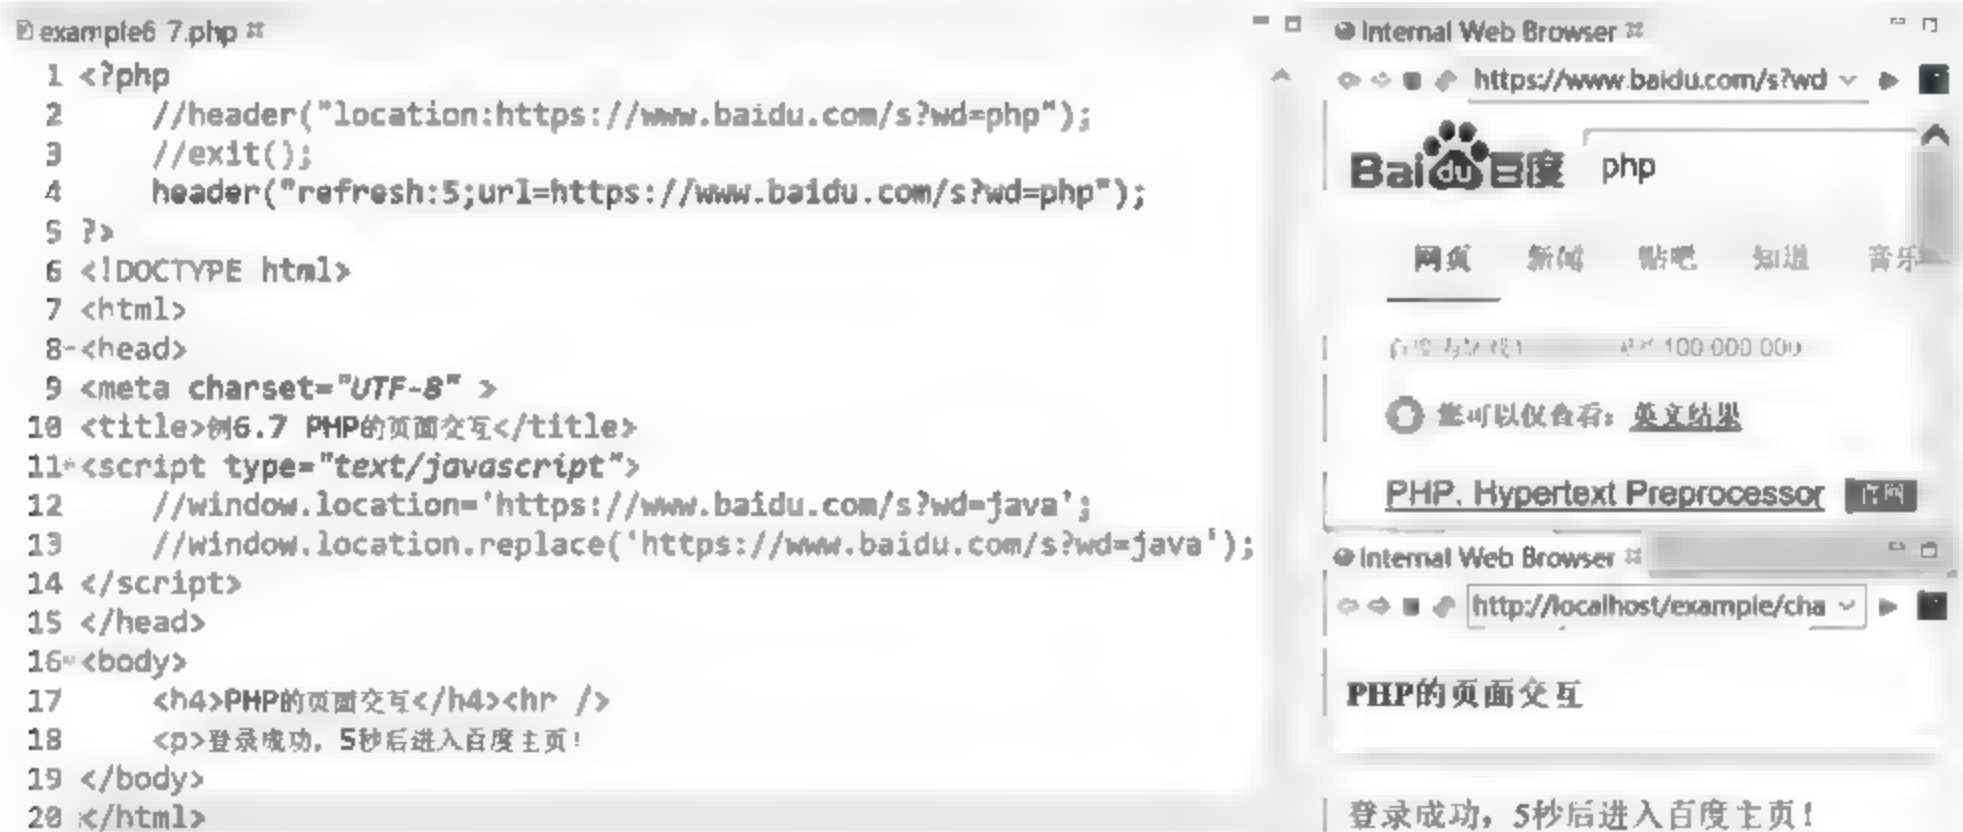 example6 7.php
1 <?php
2 //header("location:https://www.baidu.com/s?wd=php");
3 //exit();
4 header("refresh:5;url=https://www.baidu.com/s?wd=php");
5 ?>
6 <!DOCTYPE html>
7 <html>
8 <head>
9 <meta charset="UTF-8" >
10 <title>例6.7 PHP的页面交互</title>
11 <script type="text/javascript">
12 //window.location='https://www.baidu.com/s?wd=java';
13 //window.location.replace('https://www.baidu.com/s?wd=java');
14 </script>
15 </head>
16 <body>
17 <h4>PHP的页面交互</h4><hr />
18 <p>登录成功，5秒后进入百度主页！
19 </body>
20 </html>
Internal Web Browser
https://www.baidu.com/s?wd
Baidu百度 php
网页 新闻 贴吧 知道 音乐
100 000 000
您可以仅查看：英文结果
PHP. Hypertext Preprocessor 官网
Internal Web Browser
http://localhost/example/cha
PHP的页面交互
登录成功，5秒后进入百度主页！